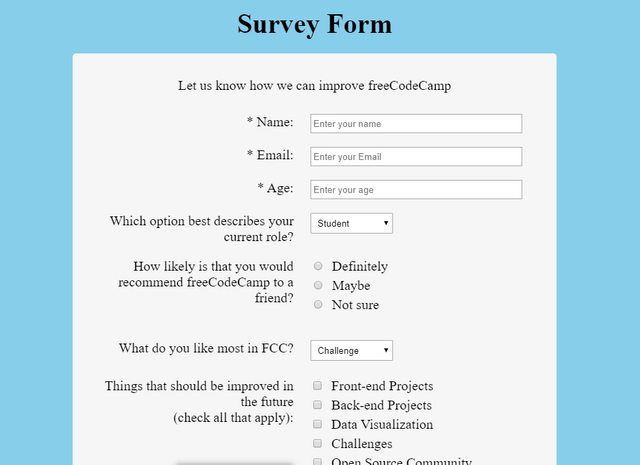 Survey Form
Let us know how we can improve freeCodeCamp
* Name:
Enter your name
* Email:
Enter your Email
* Age:
Enter your age
Which option best describes your
current role?
Student
How likely is that you would
recommend freeCodeCamp to a
friend?
Definitely
Maybe
Not sure
What do you like most in FCC?
Challenge
Things that should be improved in
the future
(check all that apply):
Front-end Projects
Back-end Projects
Data Visualization
Challenges
Open Source Community